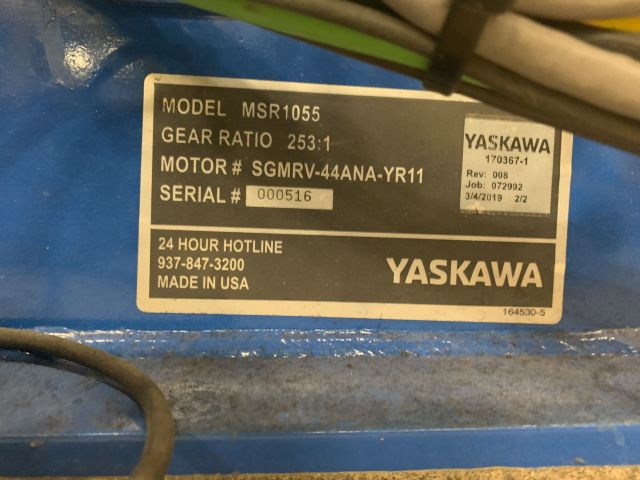 MODEL MSR1055
GEAR RATIO 253:1
MOTOR # SGMRV-44ANA-YR11
SERIAL # 000516
YASKAWA
170367-1
Rev: 008
Job: 072992
3/4/2019 2/2
24 HOUR HOTLINE
937-847-3200
MADE IN USA
YASKAWA
164530-5